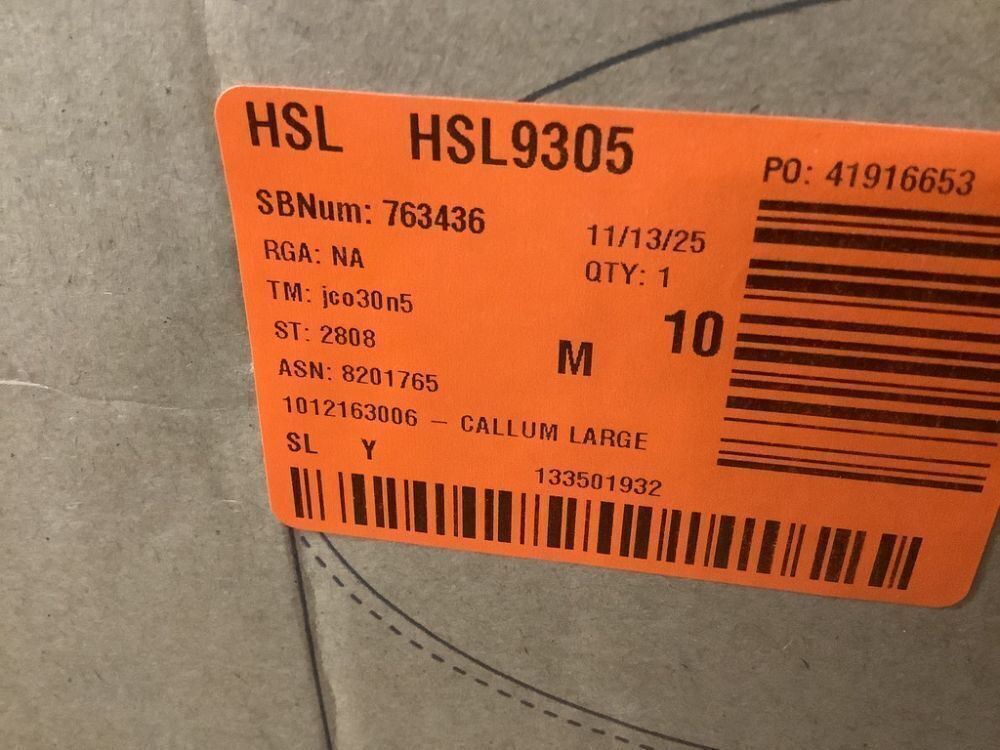 HSL HSL9305
PO: 41916653
SBNum: 763436
11/13/25
RGA: NA
QTY: 1
TM: jco30n5
ST: 2808
M 10
ASN: 8201765
1012163006 – CALLUM LARGE
SL Y
133501932